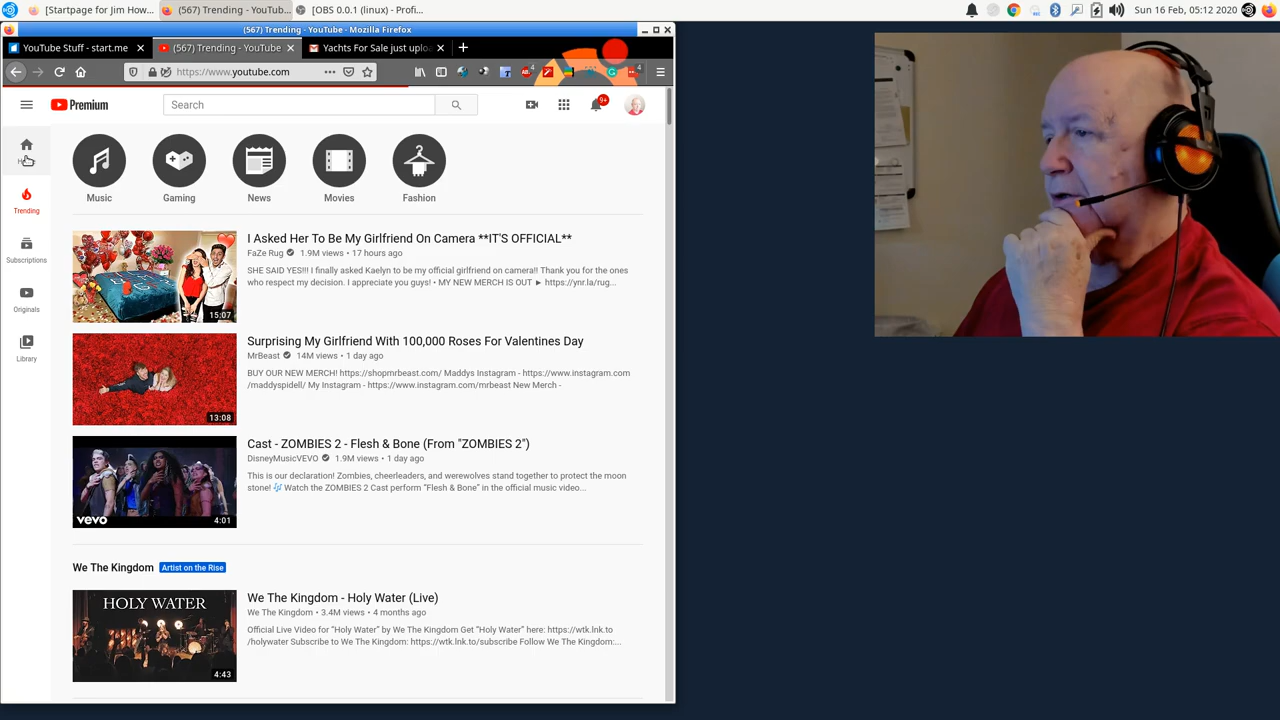 [Startpage for Jim How...
(567) Trending - YouTub...
[OBS 0.0.1 (linux) - Profi...
Sun 16 Feb, 05:12 2020
(567) Trending - YouTube - Mozilla Firefox
YouTube Stuff - start.me
(567) Trending - YouTube
Yachts For Sale just uplo
https://www.youtube.com
4
4
Premium
Search
9+
Home
Trending
Subscriptions
Originals
Library
Music
Gaming
News
Movies
Fashion
15:07
I Asked Her To Be My Girlfriend On Camera **IT'S OFFICIAL**
FaZe Rug 1.9M views • 17 hours ago
SHE SAID YES!!! I finally asked Kaelyn to be my official girlfriend on camera!! Thank you for the ones
who respect my decision. I appreciate you guys! • MY NEW MERCH IS OUT ► https://ynr.la/rug...
13:08
Surprising My Girlfriend With 100,000 Roses For Valentines Day
MrBeast 14M views • 1 day ago
BUY OUR NEW MERCH! https://shopmrbeast.com/ Maddys Instagram - https://www.instagram.com
/maddyspidell/ My Instagram - https://www.instagram.com/mrbeast New Merch -
vevo
4:01
Cast - ZOMBIES 2 - Flesh & Bone (From "ZOMBIES 2")
DisneyMusicVEVO 1.9M views • 1 day ago
This is our declaration! Zombies, cheerleaders, and werewolves stand together to protect the moon
stone! 🎶 Watch the ZOMBIES 2 Cast perform “Flesh & Bone” in the official music video...
We The Kingdom Artist on the Rise
HOLY WATER
4:43
We The Kingdom - Holy Water (Live)
We The Kingdom • 3.4M views • 4 months ago
Official Live Video for “Holy Water” by We The Kingdom Get “Holy Water” here: https://wtk.lnk.to
/holywater Subscribe to We The Kingdom: https://wtk.lnk.to/subscribe Follow We The Kingdom:...